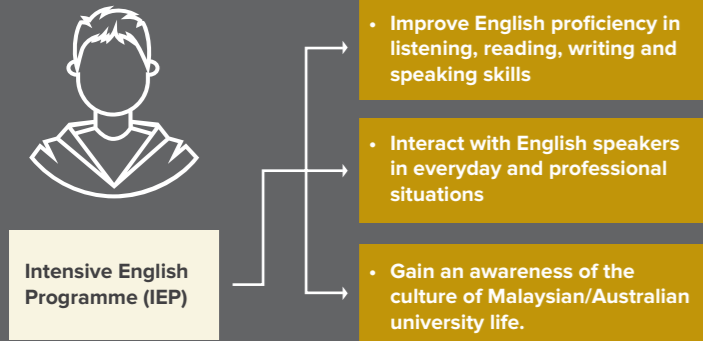 Intensive English
Programme (IEP)
• Improve English proficiency in
listening, reading, writing and
speaking skills
• Interact with English speakers
in everyday and professional
situations
• Gain an awareness of the
culture of Malaysian/Australian
university life.